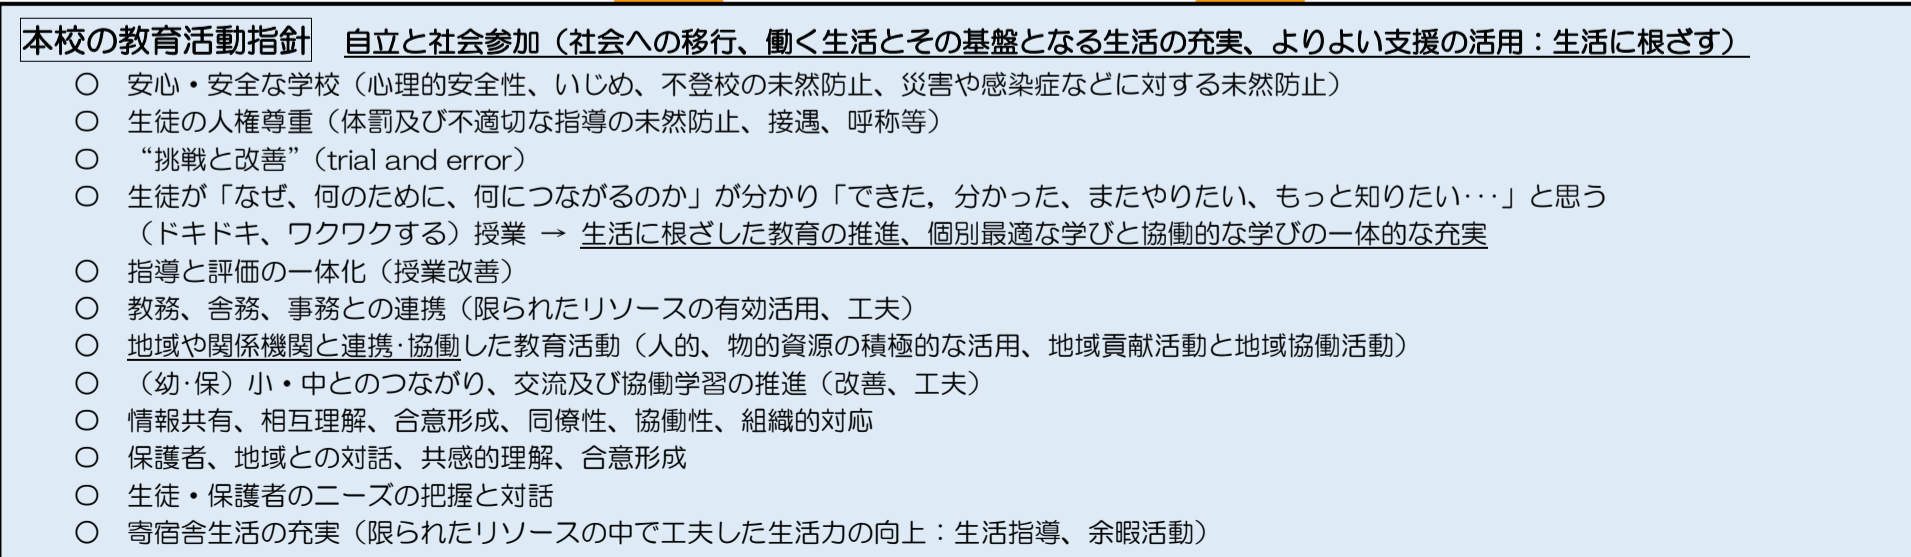 本校の教育活動指針 自立と社会参加（社会への移行、働く生活とその基盤となる生活の充実、よりよい支援の活用：生活に根ざす）
○ 安心・安全な学校（心理的安全性、いじめ、不登校の未然防止、災害や感染症などに対する未然防止）
○ 生徒の人権尊重（体罰及び不適切な指導の未然防止、接遇、呼称等）
○ “挑戦と改善”（trial and error）
○ 生徒が「なぜ、何のために、何につながるのか」が分かり「できた，分かった、またやりたい、もっと知りたい･･･」と思う
（ドキドキ、ワクワクする）授業 → 生活に根ざした教育の推進、個別最適な学びと協働的な学びの一体的な充実
○ 指導と評価の一体化（授業改善）
○ 教務、舎務、事務との連携（限られたリソースの有効活用、工夫）
○ 地域や関係機関と連携･協働した教育活動（人的、物的資源の積極的な活用、地域貢献活動と地域協働活動）
○ （幼･保）小・中とのつながり、交流及び協働学習の推進（改善、工夫）
○ 情報共有、相互理解、合意形成、同僚性、協働性、組織的対応
○ 保護者、地域との対話、共感的理解、合意形成
○ 生徒・保護者のニーズの把握と対話
○ 寄宿舎生活の充実（限られたリソースの中で工夫した生活力の向上：生活指導、余暇活動）